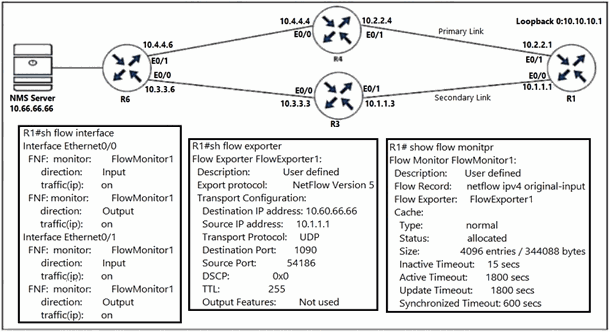 Loopback 0:10.10.10.1
10.4.4.4
E0/0
10.2.2.4
E0/1
Primary Link
R4
10.4.4.6
E0/1
10.2.2.1
E0/1
NMS Server
10.66.66.66
R6
E0/0
10.3.3.6
E0/0
10.1.1.1
R1
10.3.3.3
E0/0
E0/1
10.1.1.3
Secondary Link
R3
R1#sh flow interface
Interface Ethernet0/0
FNF: monitor: FlowMonitor1
direction: Input
traffic(ip): on
FNF: monitor: FlowMonitor1
direction: Output
traffic(ip): on
Interface Ethernet0/1
FNF: monitor: FlowMonitor1
direction: Input
traffic(ip): on
FNF: monitor: FlowMonitor1
direction: Output
traffic(ip): on
R1#sh flow exporter
Flow Exporter FlowExporter1:
Description: User defined
Export protocol: NetFlow Version 5
Transport Configuration:
Destination IP address: 10.60.66.66
Source IP address: 10.1.1.1
Transport Protocol: UDP
Destination Port: 1090
Source Port: 54186
DSCP: 0x0
TTL: 255
Output Features: Not used
R1# show flow monitpr
Flow Monitor FlowMonitor1:
Description: User defined
Flow Record: netflow ipv4 original-input
Flow Exporter: FlowExporter1
Cache:
Type: normal
Status: allocated
Size: 4096 entries / 344088 bytes
Inactive Timeout: 15 secs
Active Timeout: 1800 secs
Update Timeout: 1800 secs
Synchronized Timeout: 600 secs